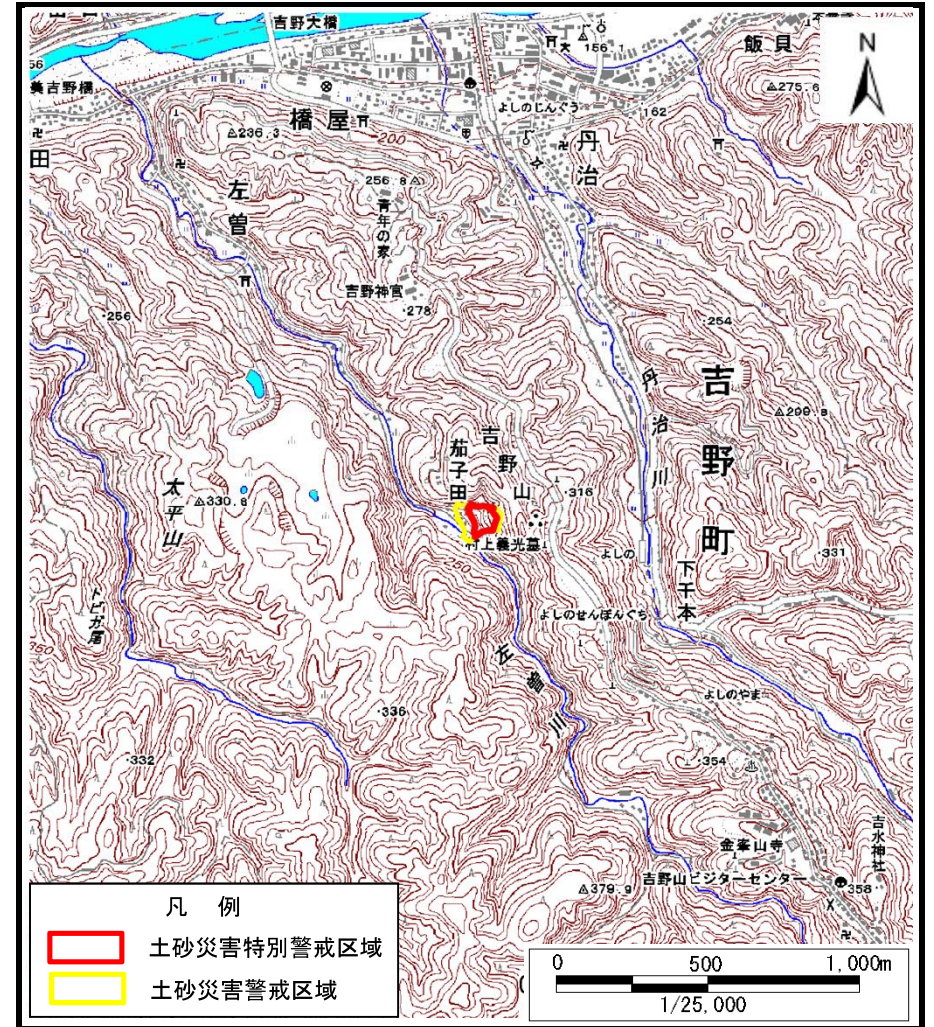 吉野大橋
飯貝
N
156.1
56
美吉野橋
275.6
よしのじんぐう
162
橋屋
200
236.3
田
丹治
左曽
256.8
青年の家
吉野神宮
278
256
254
吉野町
丹治川
299.8
吉野山
茄子田
太平山
330.8
316
村上義光墓
250
331
よしの
下千本
トビガ尾
よしのせんぼんぐち
250
左曽川
よしのやま
336
332
354
吉水神社
金峯山寺
吉野山ビジターセンター
358
379.9
凡 例
土砂災害特別警戒区域
土砂災害警戒区域
0 500 1,000m
1/25,000